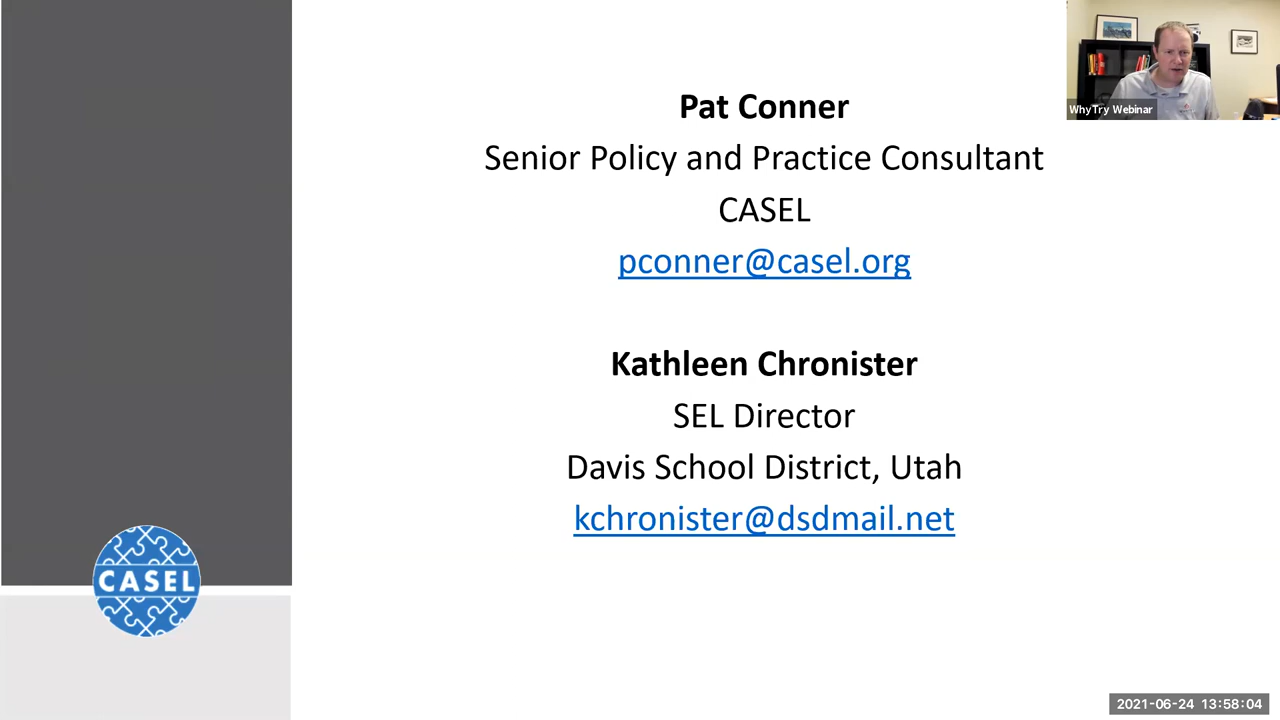 Pat Conner
Senior Policy and Practice Consultant
CASEL
pconner@casel.org
Kathleen Chronister
SEL Director
Davis School District, Utah
kchronister@dsdmail.net
CASEL
WhyTry Webinar
2021-06-24 13:58:04